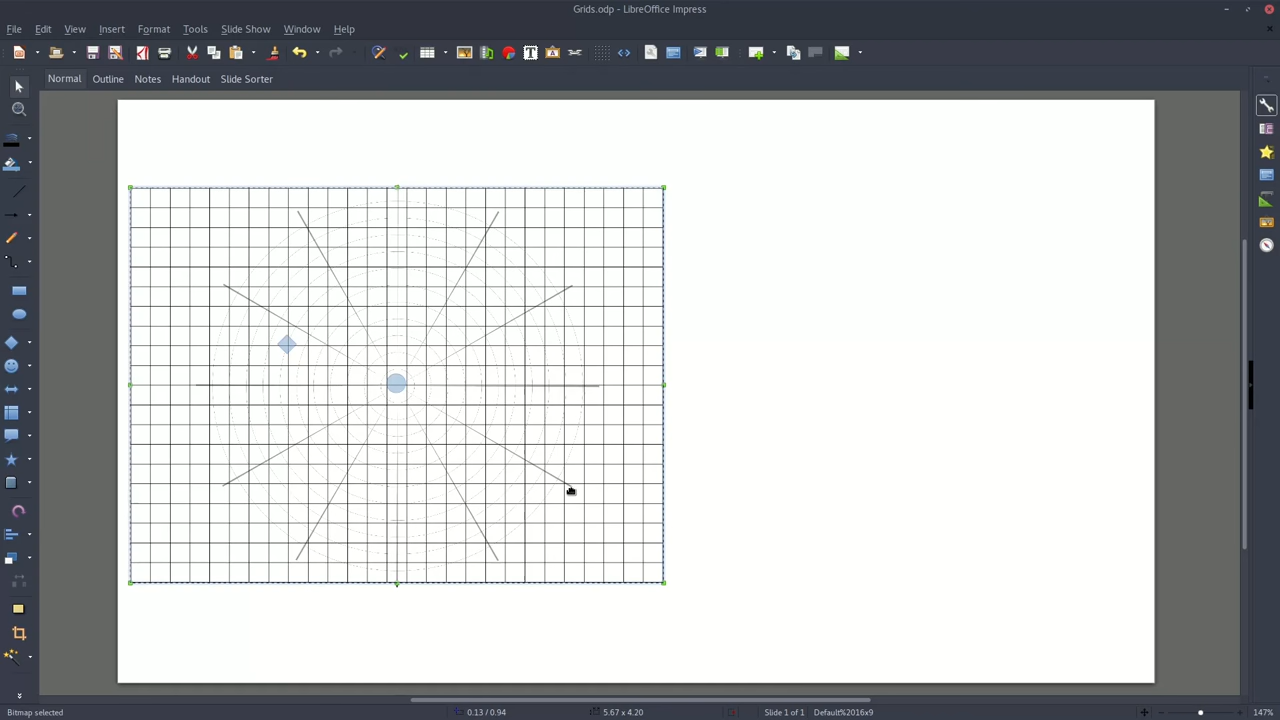 Grids.odp - LibreOffice Impress
File Edit View Insert Format Tools Slide Show Window Help
Normal Outline Notes Handout Slide Sorter
Bitmap selected 0.13 / 0.94 5.67 x 4.20 Slide 1 of 1 Default%2016x9 147%